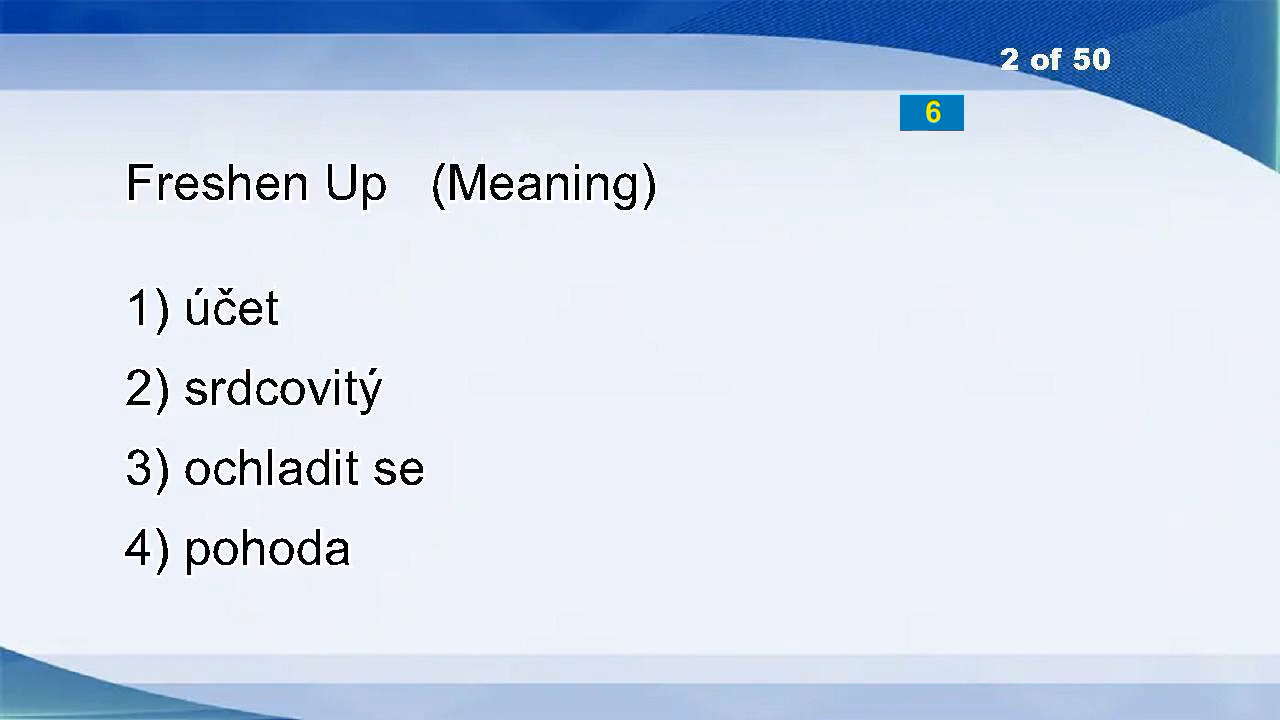 2 of 50
6
Freshen Up (Meaning)
1) účet
2) srdcovitý
3) ochladit se
4) pohoda